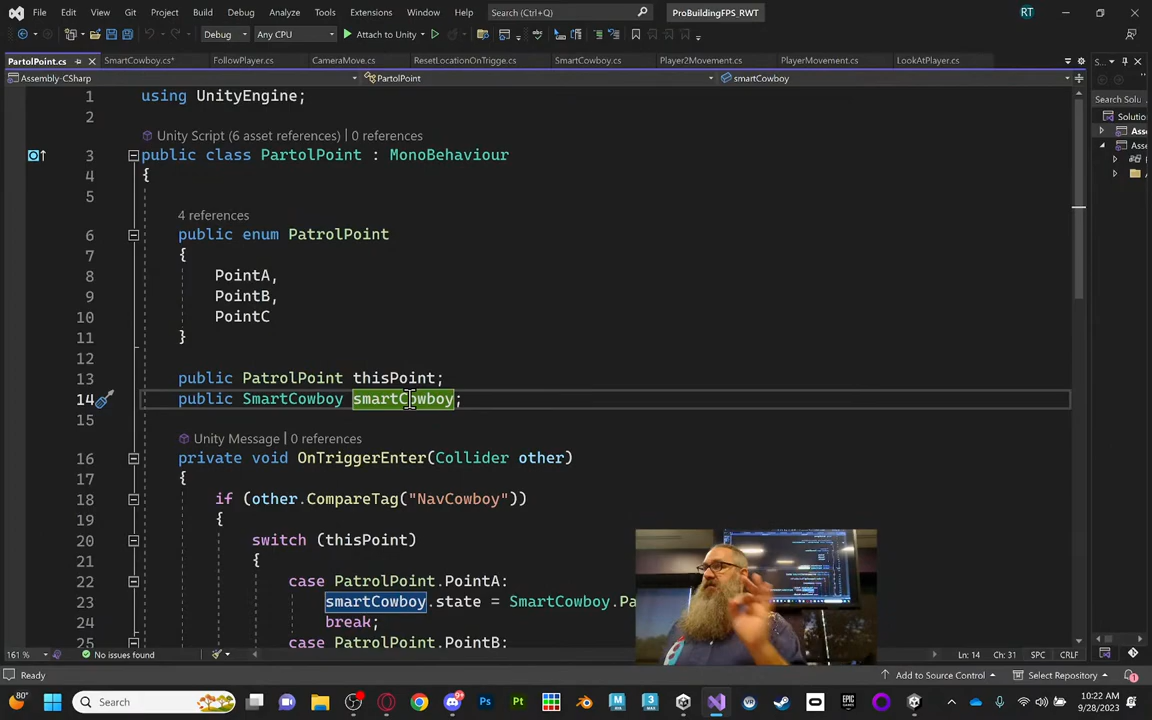 File Edit View Git Project Build Debug Analyze Tools Extensions Window Help Search (Ctrl+Q) ProBuildingFPS_RWT RT
Debug Any CPU Attach to Unity
PartolPoint.cs SmartCowboy.cs* FollowPlayer.cs CameraMove.cs ResetLocationOnTrigge.cs SmartCowboy.cs Player2Movement.cs PlayerMovement.cs LookAtPlayer.cs S...
Assembly-CSharp PartolPoint smartCowboy
Search Solu
Solution
Asse
Asse
1 using UnityEngine;
2
Unity Script (6 asset references) | 0 references
3 public class PartolPoint : MonoBehaviour
4 {
5
4 references
6 public enum PatrolPoint
7 {
8 PointA,
9 PointB,
10 PointC
11 }
12
13 public PatrolPoint thisPoint;
14 public SmartCowboy smartCowboy;
15
Unity Message | 0 references
16 private void OnTriggerEnter(Collider other)
17 {
18 if (other.CompareTag("NavCowboy"))
19 {
20 switch (thisPoint)
21 {
22 case PatrolPoint.PointA:
23 smartCowboy.state = SmartCowboy.Pa
24 break;
25 case PatrolPoint.PointB:
161 % No issues found Ln: 14 Ch: 31 SPC CRLF
Ready Add to Source Control Select Repository
80° Search 10:22 AM
9/28/2023